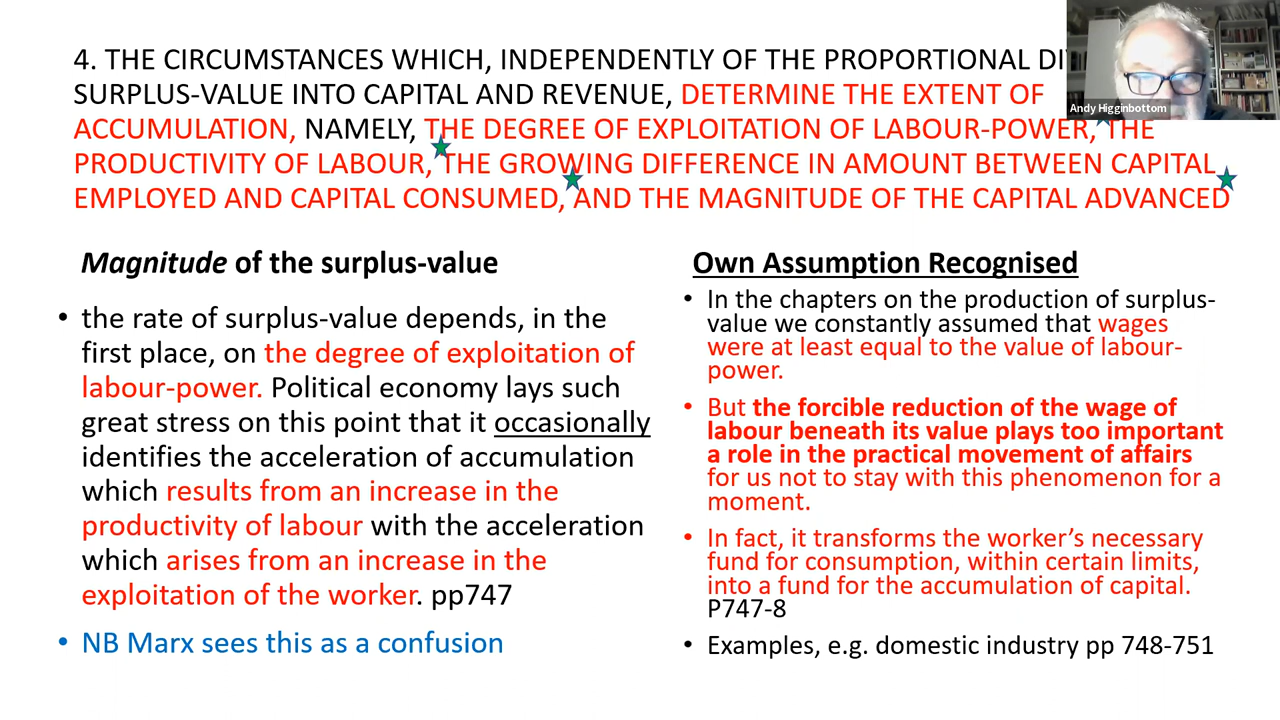 4. THE CIRCUMSTANCES WHICH, INDEPENDENTLY OF THE PROPORTIONAL
SURPLUS-VALUE INTO CAPITAL AND REVENUE, DETERMINE THE EXTENT OF
ACCUMULATION, NAMELY, THE DEGREE OF EXPLOITATION OF LABOUR-POWER, THE
PRODUCTIVITY OF LABOUR, THE GROWING DIFFERENCE IN AMOUNT BETWEEN CAPITAL
EMPLOYED AND CAPITAL CONSUMED, AND THE MAGNITUDE OF THE CAPITAL ADVANCED
Andy Higginbottom
Magnitude of the surplus-value
• the rate of surplus-value depends, in the
first place, on the degree of exploitation of
labour-power. Political economy lays such
great stress on this point that it occasionally
identifies the acceleration of accumulation
which results from an increase in the
productivity of labour with the acceleration
which arises from an increase in the
exploitation of the worker. pp747
• NB Marx sees this as a confusion
Own Assumption Recognised
• In the chapters on the production of surplus-
value we constantly assumed that wages
were at least equal to the value of labour-
power.
• But the forcible reduction of the wage of
labour beneath its value plays too important
a role in the practical movement of affairs
for us not to stay with this phenomenon for a
moment.
• In fact, it transforms the worker's necessary
fund for consumption, within certain limits,
into a fund for the accumulation of capital.
P747-8
• Examples, e.g. domestic industry pp 748-751